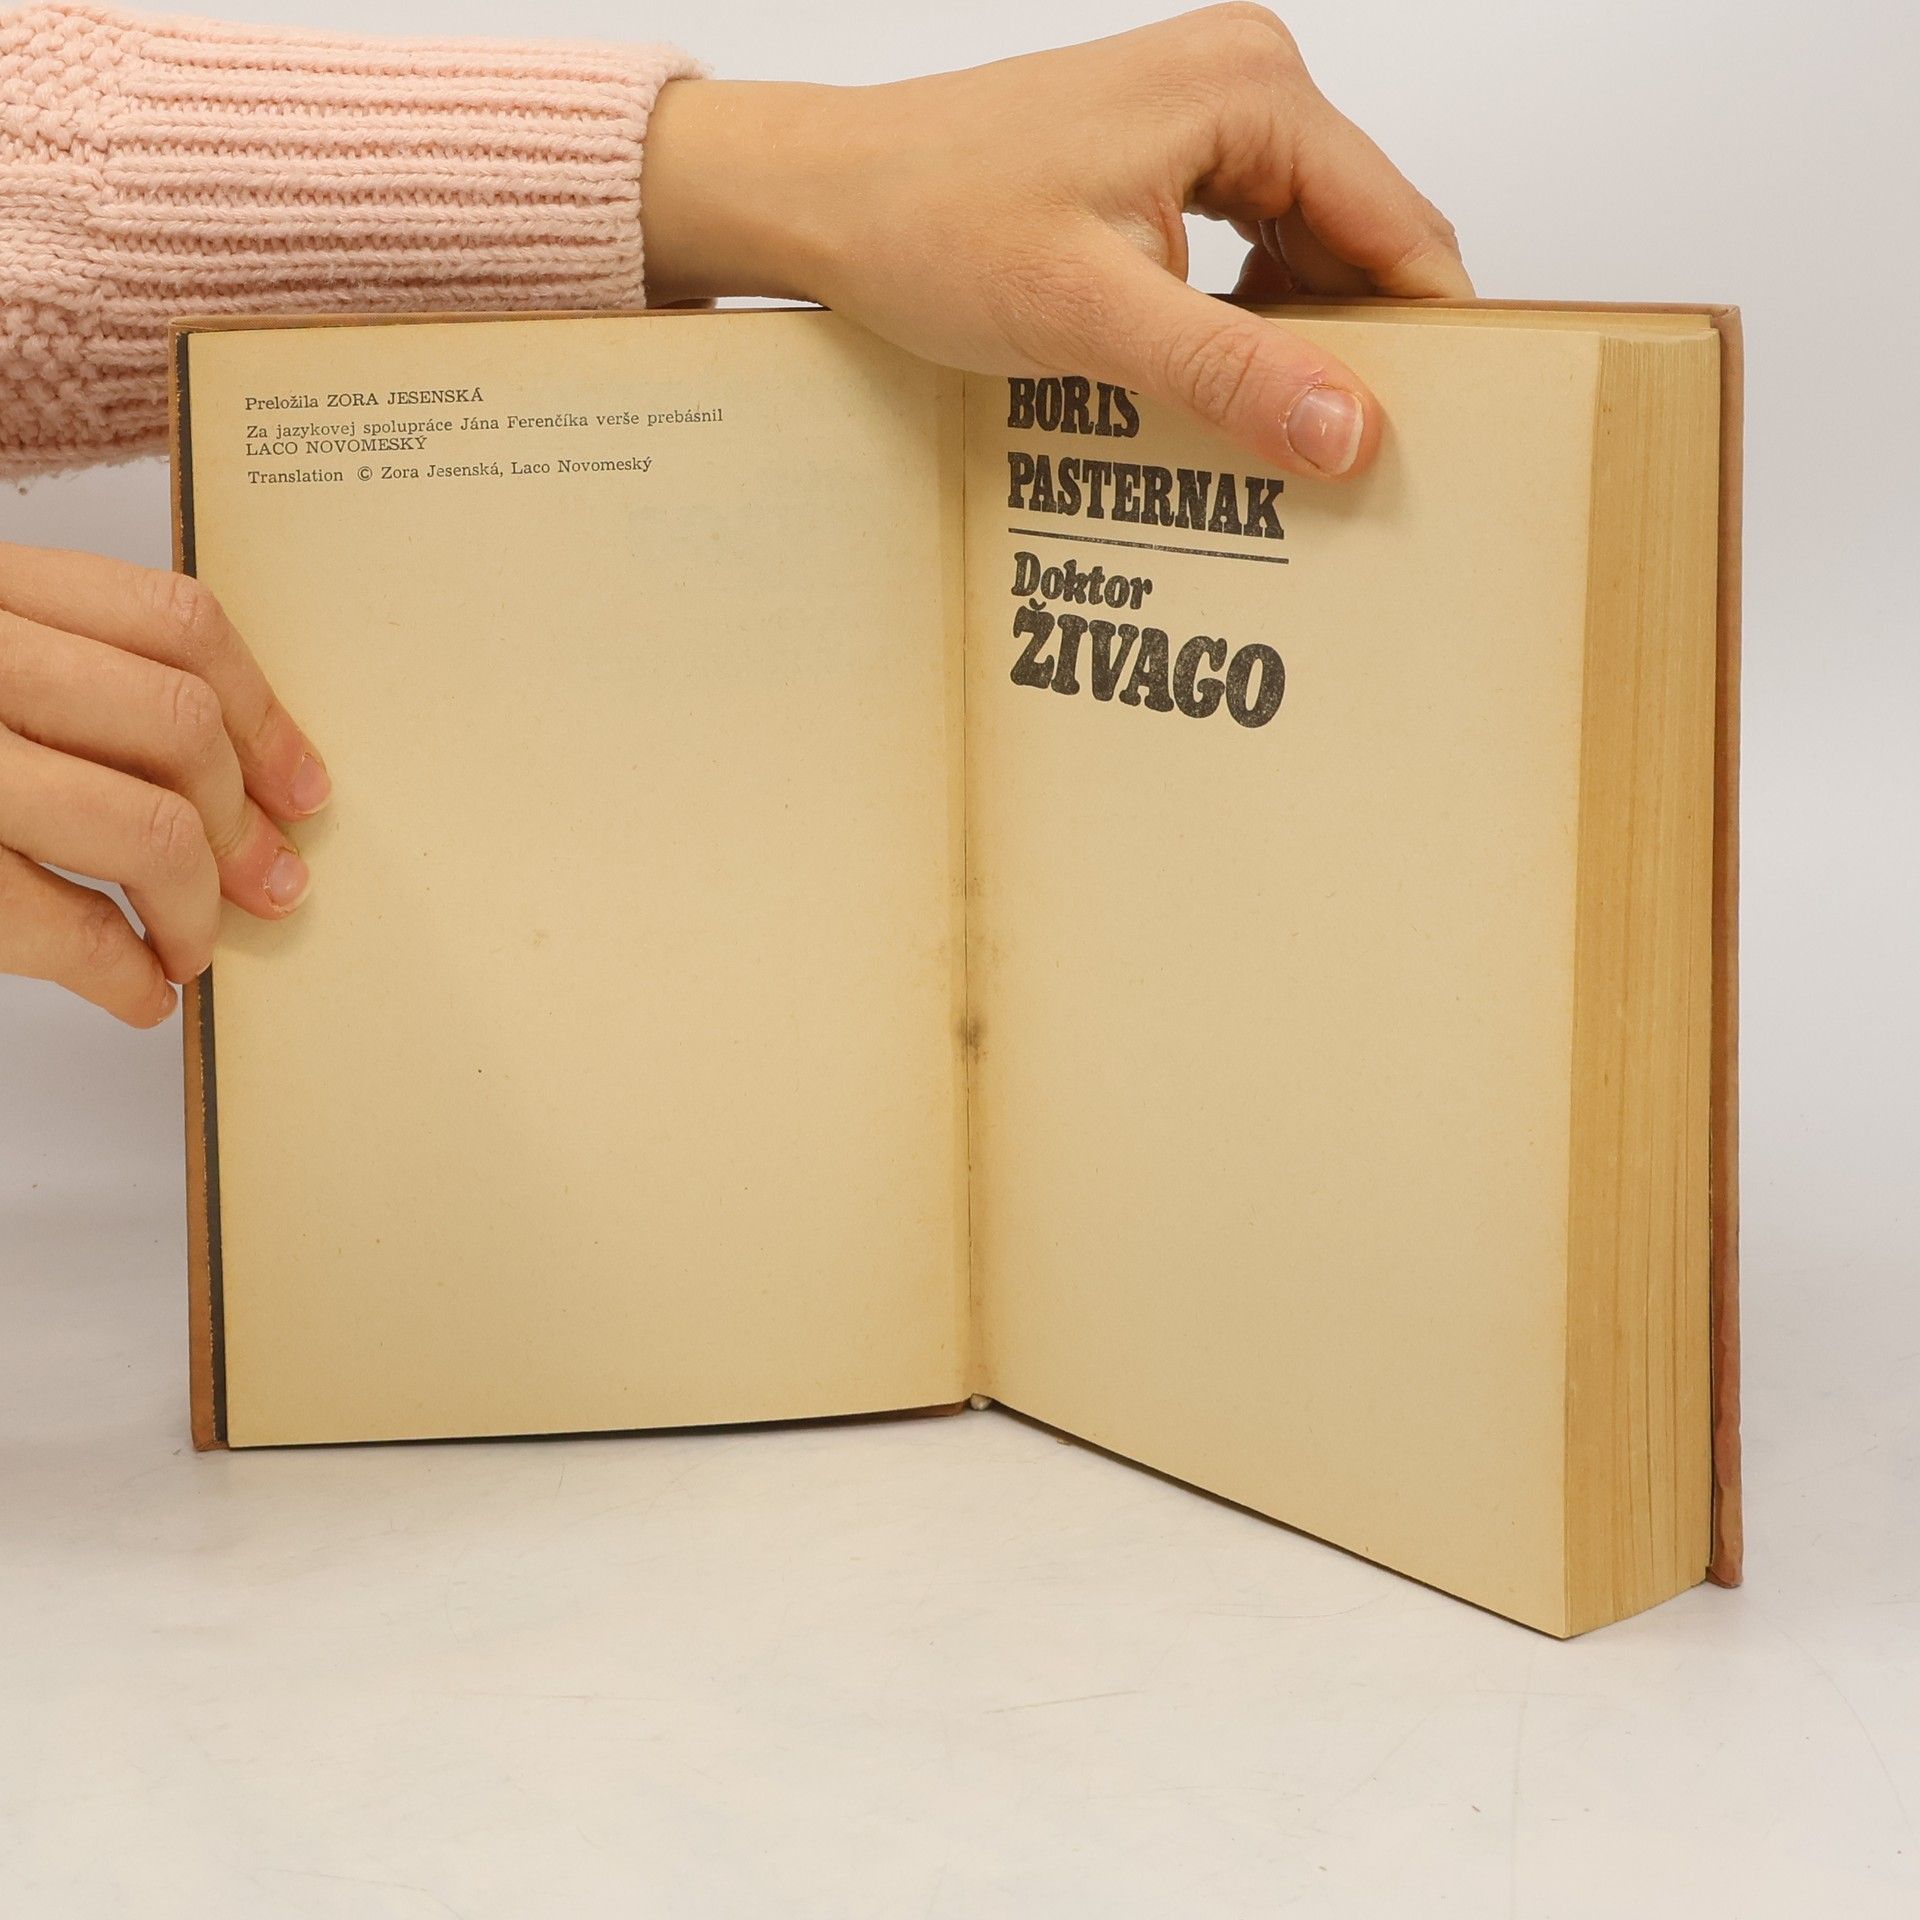 Preložila ZORA JESENSKÁ
Za jazykovej spolupráce Jána Ferenčíka verše prebásnil
LACO NOVOMESKÝ
Translation © Zora Jesenská, Laco Novomeský
BORIS
PASTERNAK
Doktor
ŽIVAGO